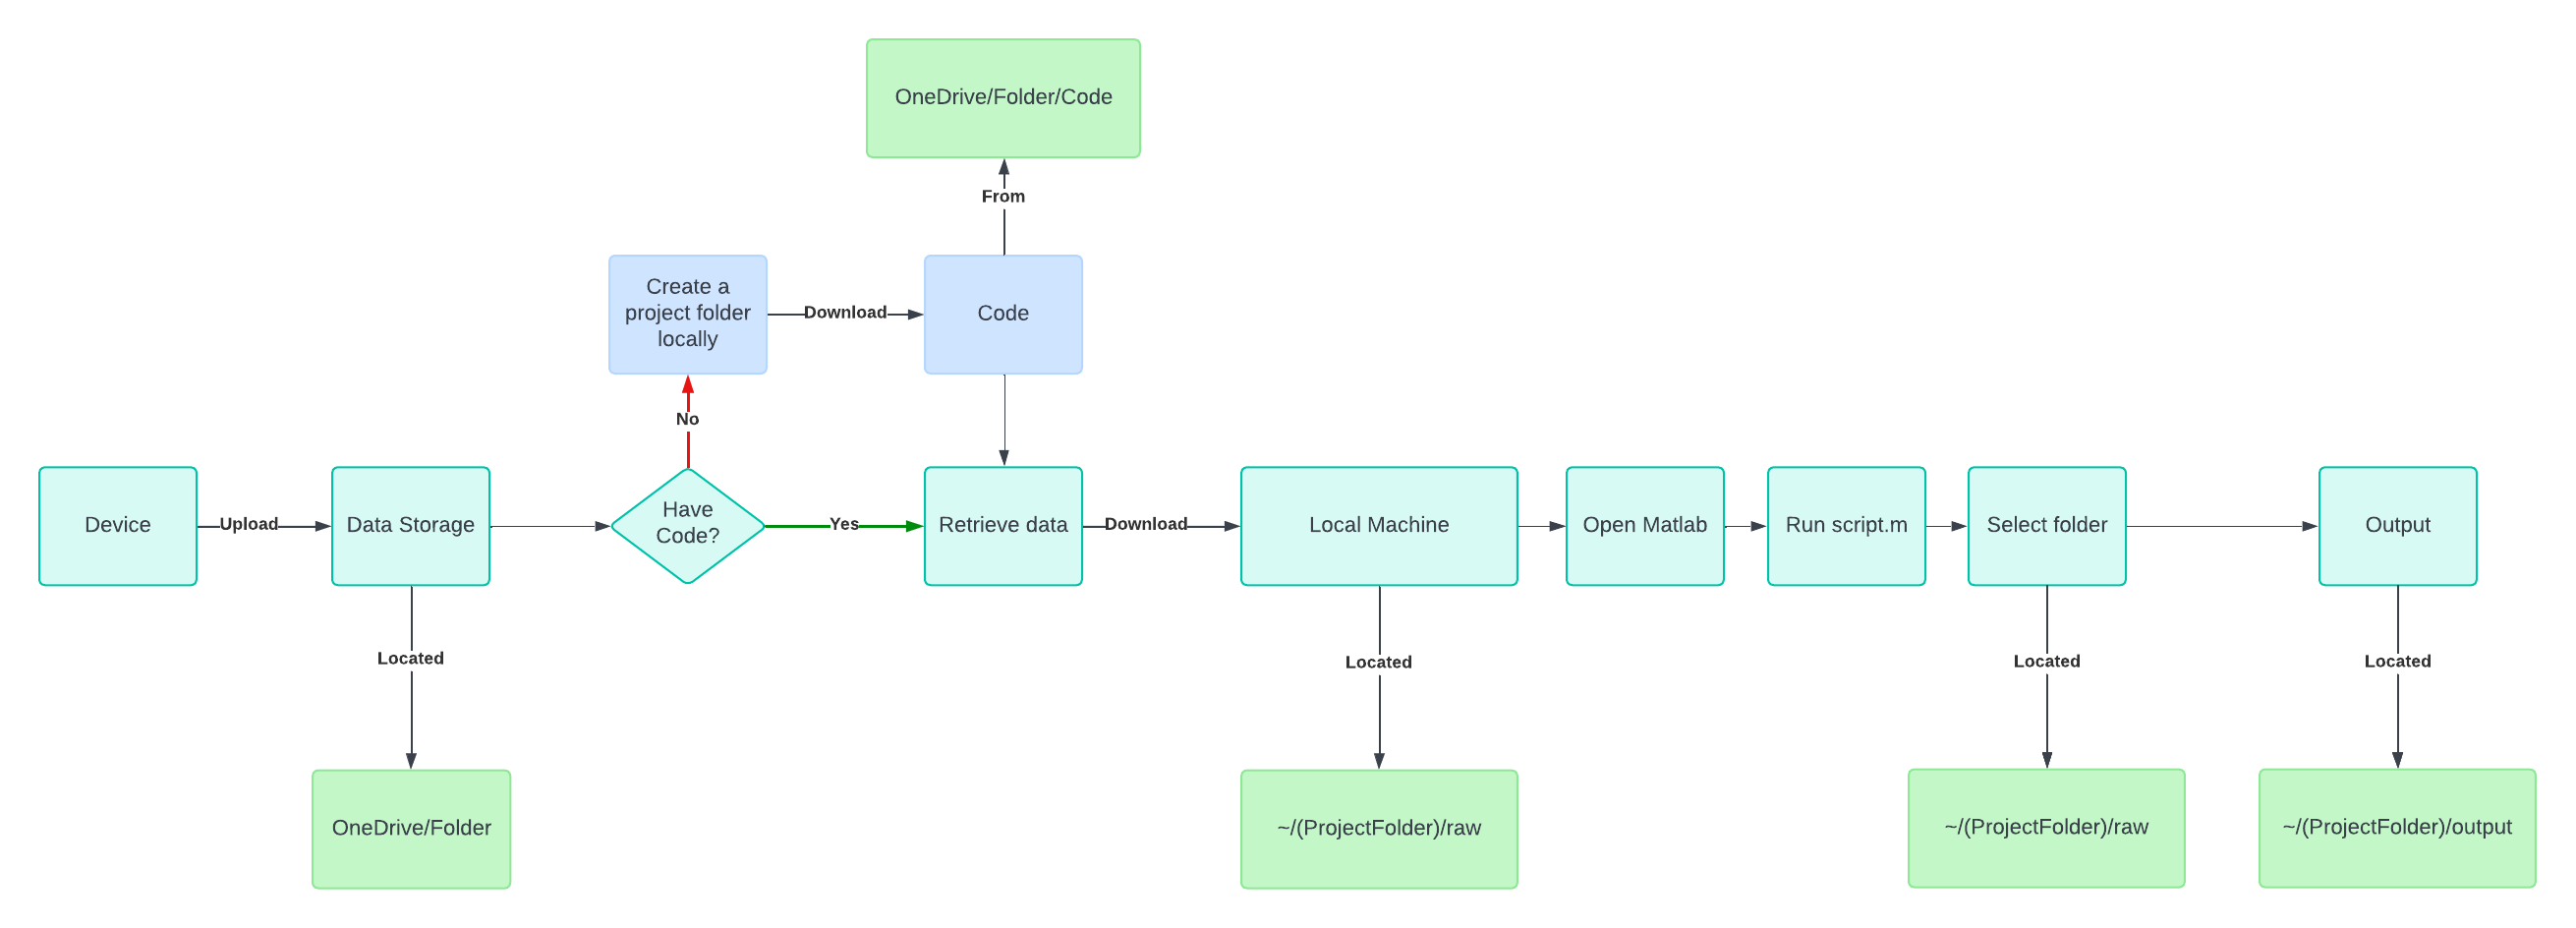 OneDrive/Folder/Code
From
Create a
project folder
locally
Download
Code
No
Device
Upload
Data Storage
Have
Code?
Yes
Retrieve data
Download
Local Machine
Open Matlab
Run script.m
Select folder
Output
Located
Located
Located
Located
OneDrive/Folder
~/(ProjectFolder)/raw
~/(ProjectFolder)/raw
~/(ProjectFolder)/output